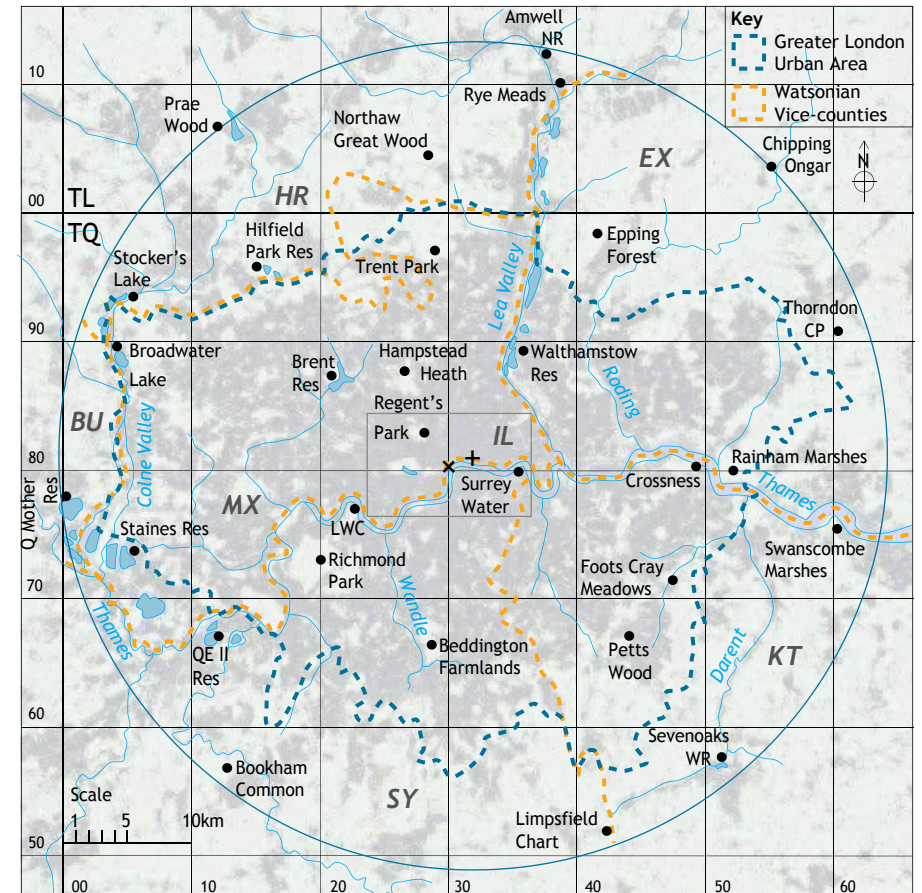 Amwell
NR
Key
Greater London
Urban Area
Watsonian
Vice-counties
10
Rye Meads
Prae
Wood
Northaw
Great Wood
EX
Chipping
Ongar
N
HR
00
TL
TQ
Stocker's
Lake
Hilfield
Park Res
Trent Park
Epping
Forest
Lea Valley
Thorndon
CP
90
Broadwater
Lake
Brent
Res
Hampstead
Heath
Walthamstow
Res
Roding
Regent's
Park
BU
IL
Colne Valley
80
Q Mother
Res
MX
Surrey
Water
Crossness
Rainham Marshes
Thames
LWC
Staines Res
Richmond
Park
Swanscombe
Marshes
Foots Cray
Meadows
70
Thames
Wandle
QE II
Res
Beddington
Farmlands
Petts
Wood
Darent
KT
60
Sevenoaks
WR
Bookham
Common
Scale
1 5 10km
SY
Limpsfield
Chart
50
00 10 20 30 40 50 60